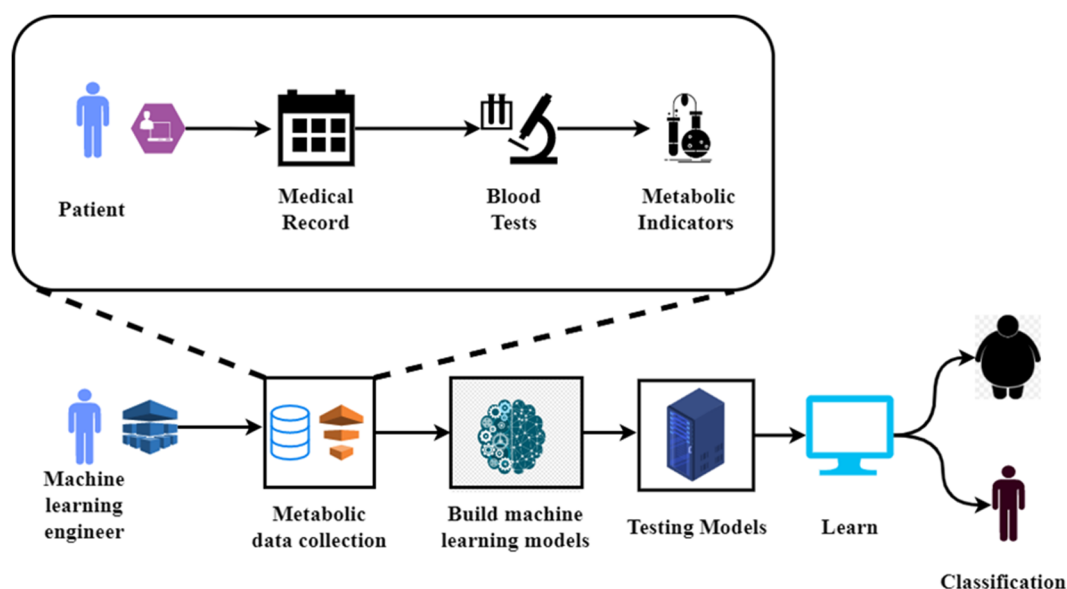 Patient
Medical
Record
Blood
Tests
Metabolic
Indicators
Machine
learning
engineer
Metabolic
data collection
Build machine
learning models
Testing Models
Learn
Classification